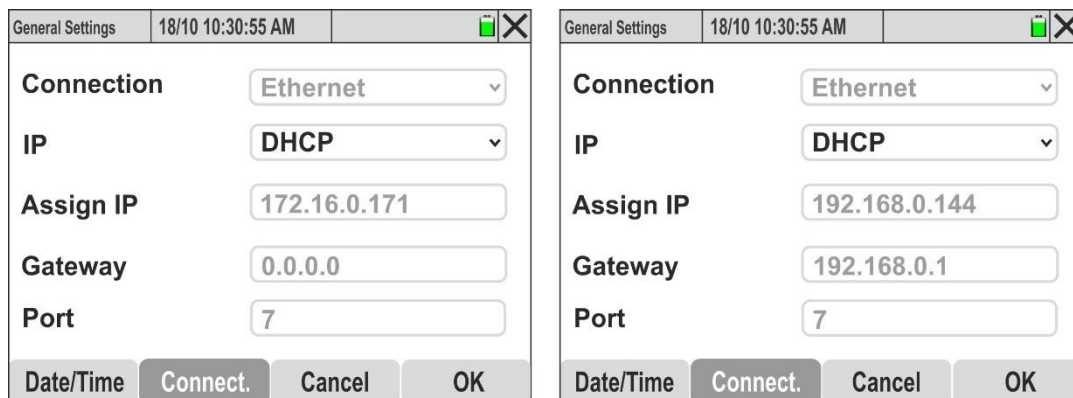 General Settings 18/10 10:30:55 AM
Connection Ethernet
IP DHCP
Assign IP 172.16.0.171
Gateway 0.0.0.0
Port 7
Date/Time Connect. Cancel OK
General Settings 18/10 10:30:55 AM
Connection Ethernet
IP DHCP
Assign IP 192.168.0.144
Gateway 192.168.0.1
Port 7
Date/Time Connect. Cancel OK